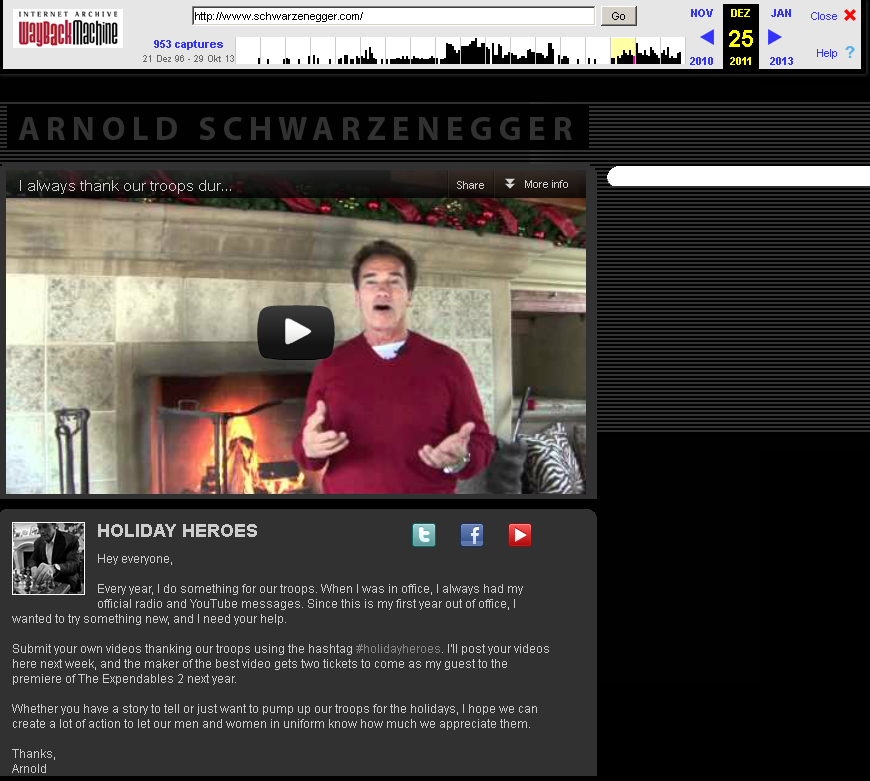 INTERNET ARCHIVE
WayBackMachine
http://www.schwarzenegger.com/
Go
953 captures
21 Dez 96 - 29 Okt 13
NOV
DEZ
JAN
25
2010
2011
2013
Close
Help ?
ARNOLD SCHWARZENEGGER
I always thank our troops dur...
Share
More info
HOLIDAY HEROES
Hey everyone,
Every year, I do something for our troops. When I was in office, I always had my
official radio and YouTube messages. Since this is my first year out of office, I
wanted to try something new, and I need your help.
Submit your own videos thanking our troops using the hashtag #holidayheroes. I'll post your videos
here next week, and the maker of the best video gets two tickets to come as my guest to the
premiere of The Expendables 2 next year.
Whether you have a story to tell or just want to pump up our troops for the holidays, I hope we can
create a lot of action to let our men and women in uniform know how much we appreciate them.
Thanks,
Arnold